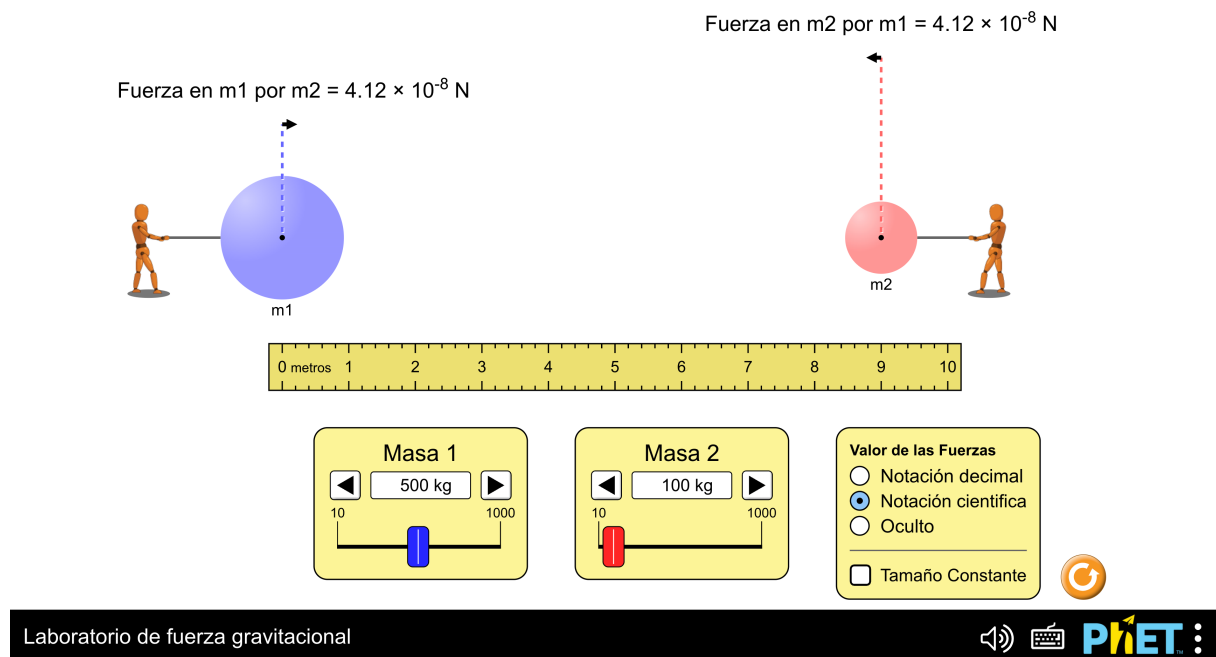 Fuerza en m2 por m1 = 4.12 × 10⁻⁸ N
Fuerza en m1 por m2 = 4.12 × 10⁻⁸ N
m2
m1
0 metros 1 2 3 4 5 6 7 8 9 10
Masa 1
500 kg
10 1000
Masa 2
100 kg
10 1000
Valor de las Fuerzas
Notación decimal
Notación cientifica
Oculto
Tamaño Constante
Laboratorio de fuerza gravitacional
PhET